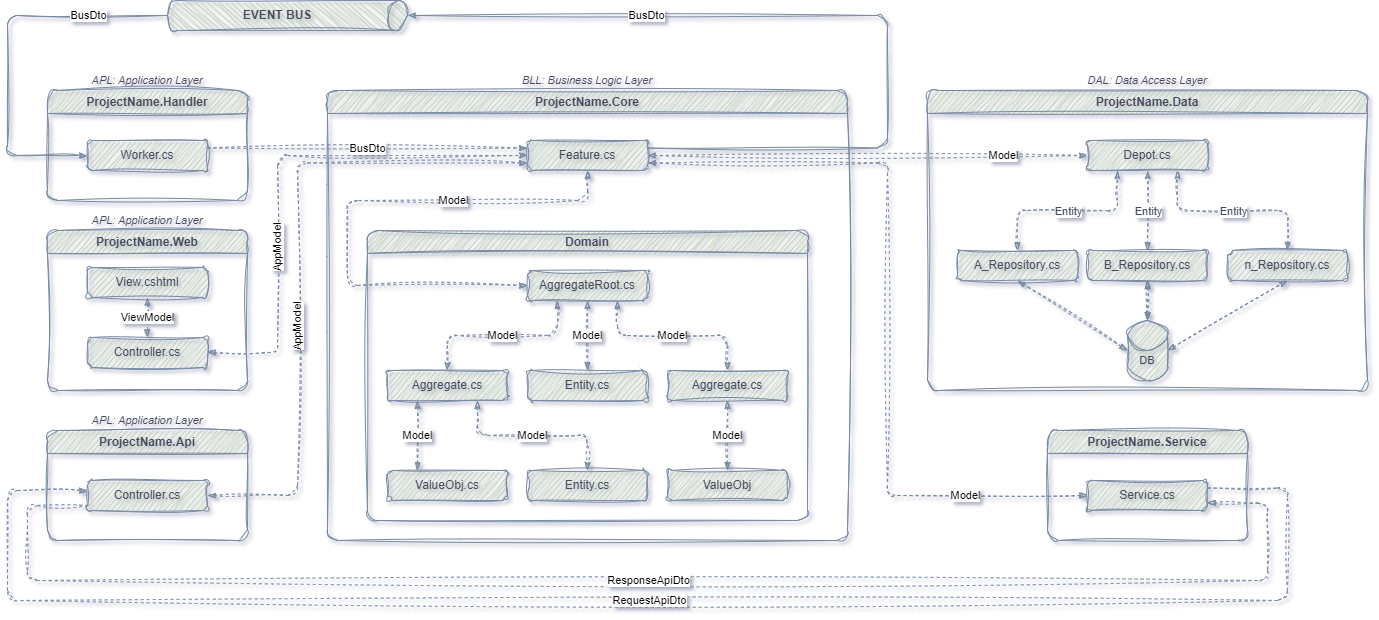 BusDto
EVENT BUS
BusDto
APL: Application Layer
BLL: Business Logic Layer
DAL: Data Access Layer
ProjectName.Handler
ProjectName.Core
ProjectName.Data
Worker.cs
BusDto
Feature.cs
Model
Depot.cs
Model
APL: Application Layer
Entity
Entity
Entity
ProjectName.Web
AppModel
Domain
A_Repository.cs
B_Repository.cs
n_Repository.cs
View.cshtml
AggregateRoot.cs
ViewModel
AppModel
Model
Model
Model
Controller.cs
DB
Aggregate.cs
Entity.cs
Aggregate.cs
APL: Application Layer
ProjectName.Api
Model
Model
Model
ProjectName.Service
Controller.cs
ValueObj.cs
Entity.cs
ValueObj
Model
Service.cs
ResponseApiDto
RequestApiDto